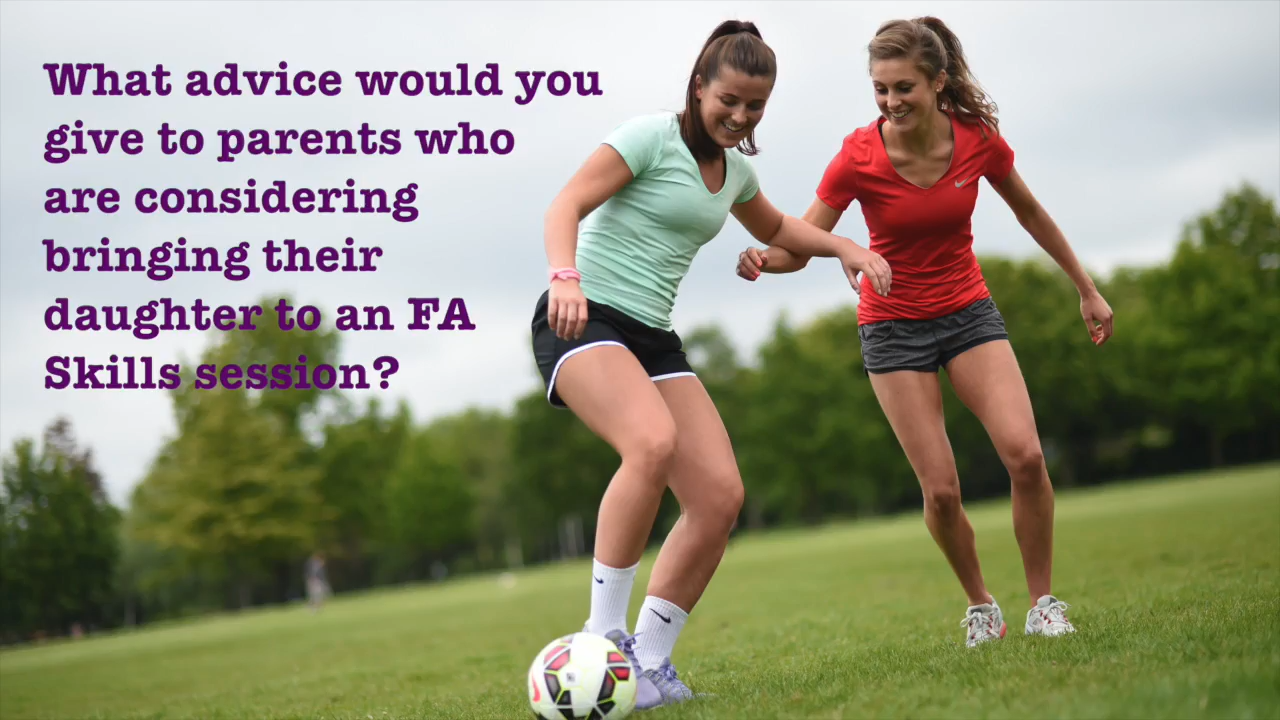 What advice would you
give to parents who
are considering
bringing their
daughter to an FA
Skills session?